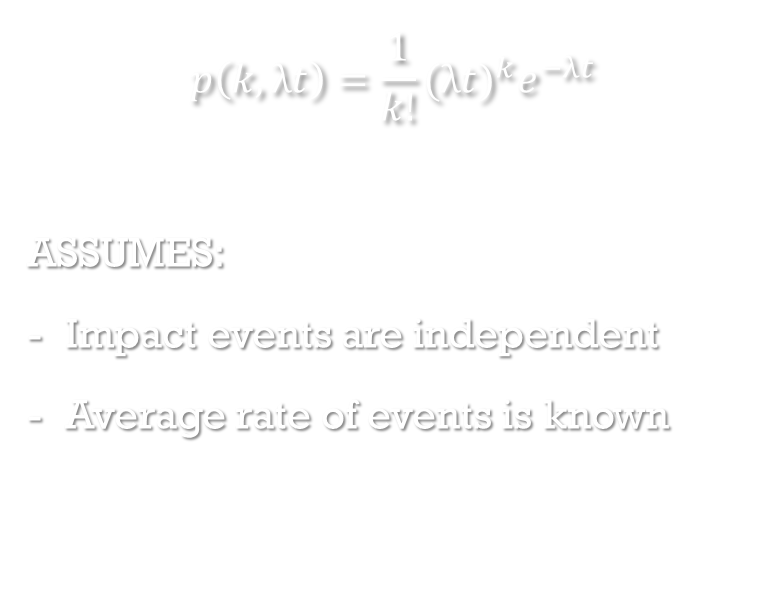 p(k, λt) = 1/k! (λt)^k e^−λt
ASSUMES:
- Impact events are independent
- Average rate of events is known